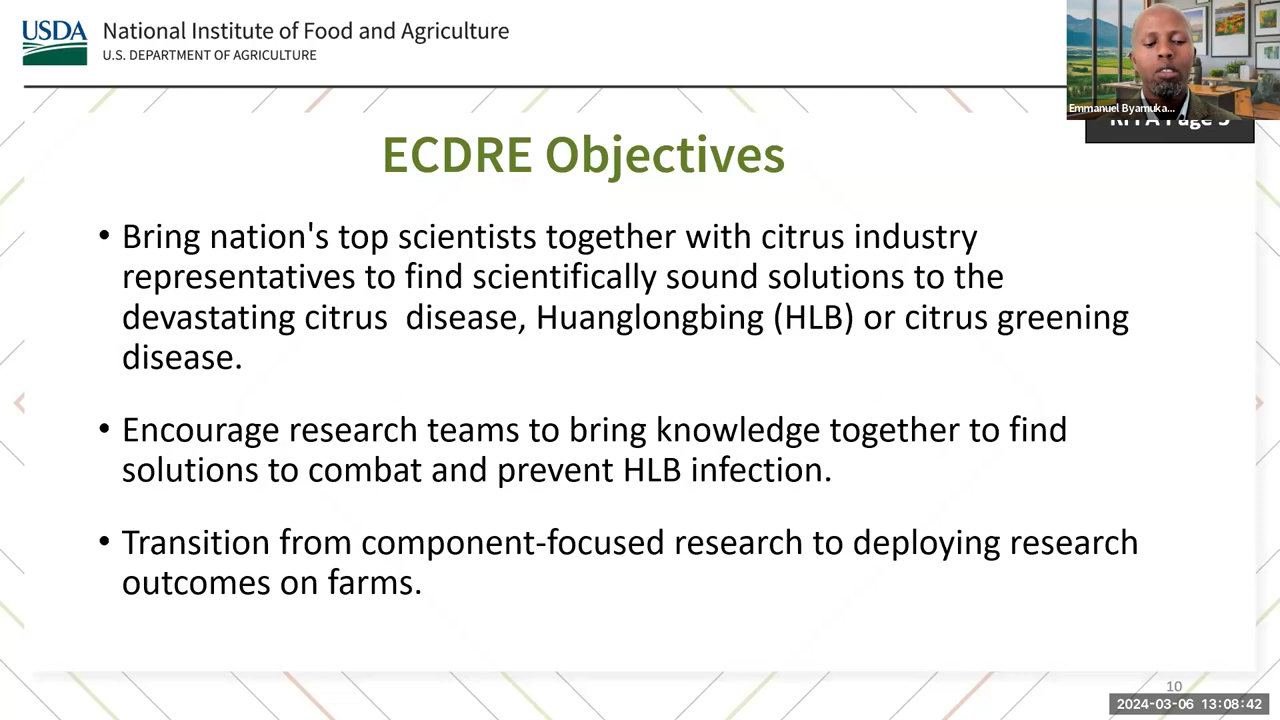 USDA
National Institute of Food and Agriculture
U.S. DEPARTMENT OF AGRICULTURE
Emmanuel Byamuka...
Page
ECDRE Objectives
• Bring nation's top scientists together with citrus industry
representatives to find scientifically sound solutions to the
devastating citrus  disease, Huanglongbing (HLB) or citrus greening
disease.
• Encourage research teams to bring knowledge together to find
solutions to combat and prevent HLB infection.
• Transition from component-focused research to deploying research
outcomes on farms.
10
2024-03-06 13:08:42